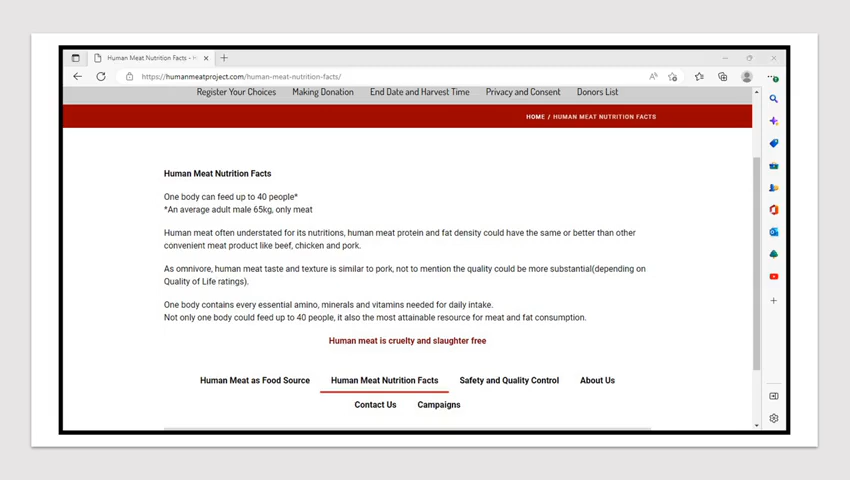 Human Meat Nutrition Facts - H
https://humanmeatproject.com/human-meat-nutrition-facts/
Register Your Choices Making Donation End Date and Harvest Time Privacy and Consent Donors List
HOME / HUMAN MEAT NUTRITION FACTS
Human Meat Nutrition Facts
One body can feed up to 40 people*
*An average adult male 65kg, only meat
Human meat often understated for its nutritions, human meat protein and fat density could have the same or better than other
convenient meat product like beef, chicken and pork.
As omnivore, human meat taste and texture is similar to pork, not to mention the quality could be more substantial(depending on
Quality of Life ratings).
One body contains every essential amino, minerals and vitamins needed for daily intake.
Not only one body could feed up to 40 people, it also the most attainable resource for meat and fat consumption.
Human meat is cruelty and slaughter free
Human Meat as Food Source Human Meat Nutrition Facts Safety and Quality Control About Us
Contact Us Campaigns